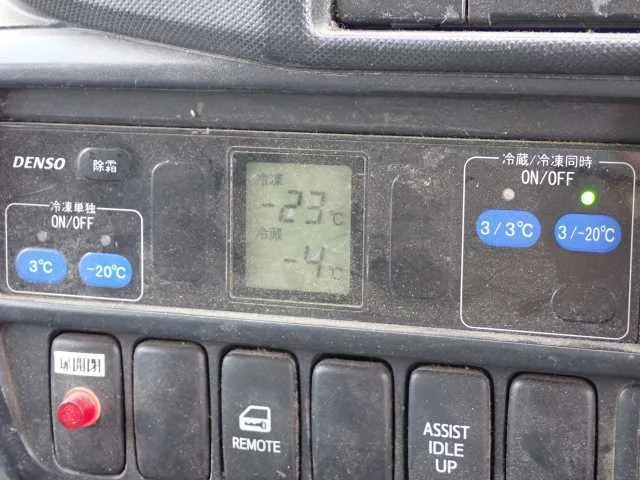 DENSO
除霜
冷凍単独
ON/OFF
3℃
-20℃
冷凍
-23℃
冷蔵
-4℃
冷蔵/冷凍同時
ON/OFF
3/3℃
3/-20℃
REMOTE
ASSIST
IDLE
UP